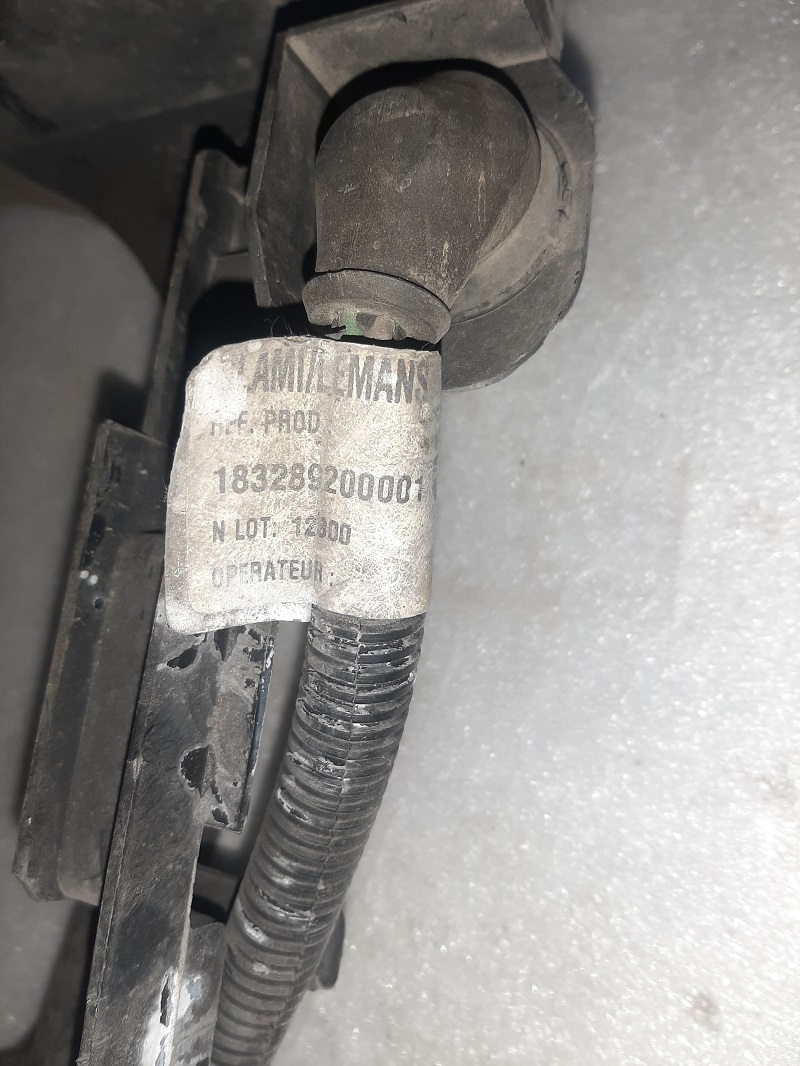 LAMI/LEMANS
REF. PROD
183289200001
N LOT: 12300
OPERATEUR :